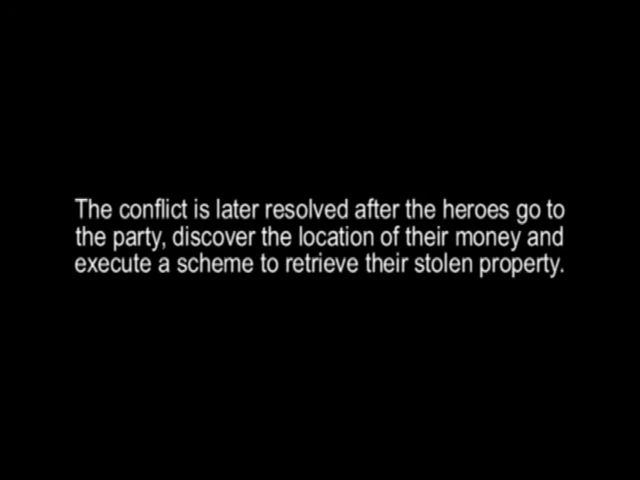 The conflict is later resolved after the heroes go to
the party, discover the location of their money and
execute a scheme to retrieve their stolen property.